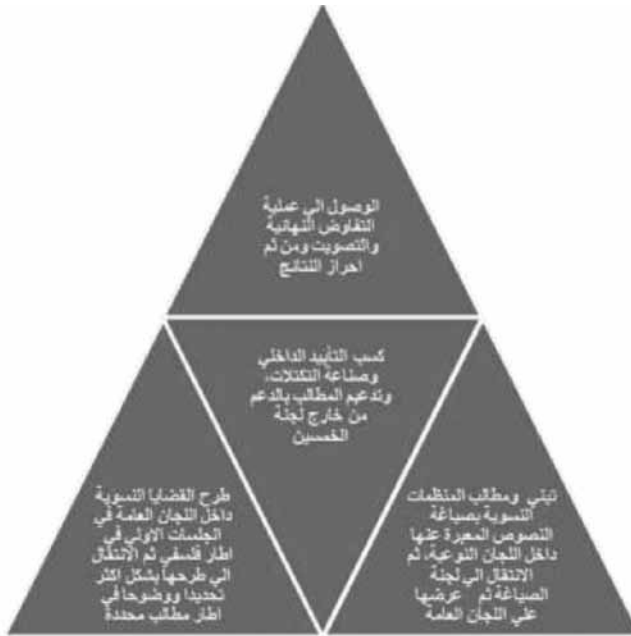 الوصول الي عملية
التفاوض النهائية
والتصويت ومن ثم
احراز النتائج
كسب التأييد الداخلي
وصناعة التكتلات،
وتدعيم المطالب بالدعم
من خارج لجنة
الخمسين
تبني ومطالب المنظمات
النسوية بصياغة
النصوص المعبرة عنها
داخل اللجان النوعية، ثم
الانتقال الي لجنة
الصياغة ثم عرضها
علي اللجان العامة
طرح القضايا النسوية
داخل اللجان العامة في
الجلسات الاولي في
اطار فلسفي ثم الانتقال
الي طرحها بشكل اكثر
تحديدا ووضوحا في
اطار مطالب محددة